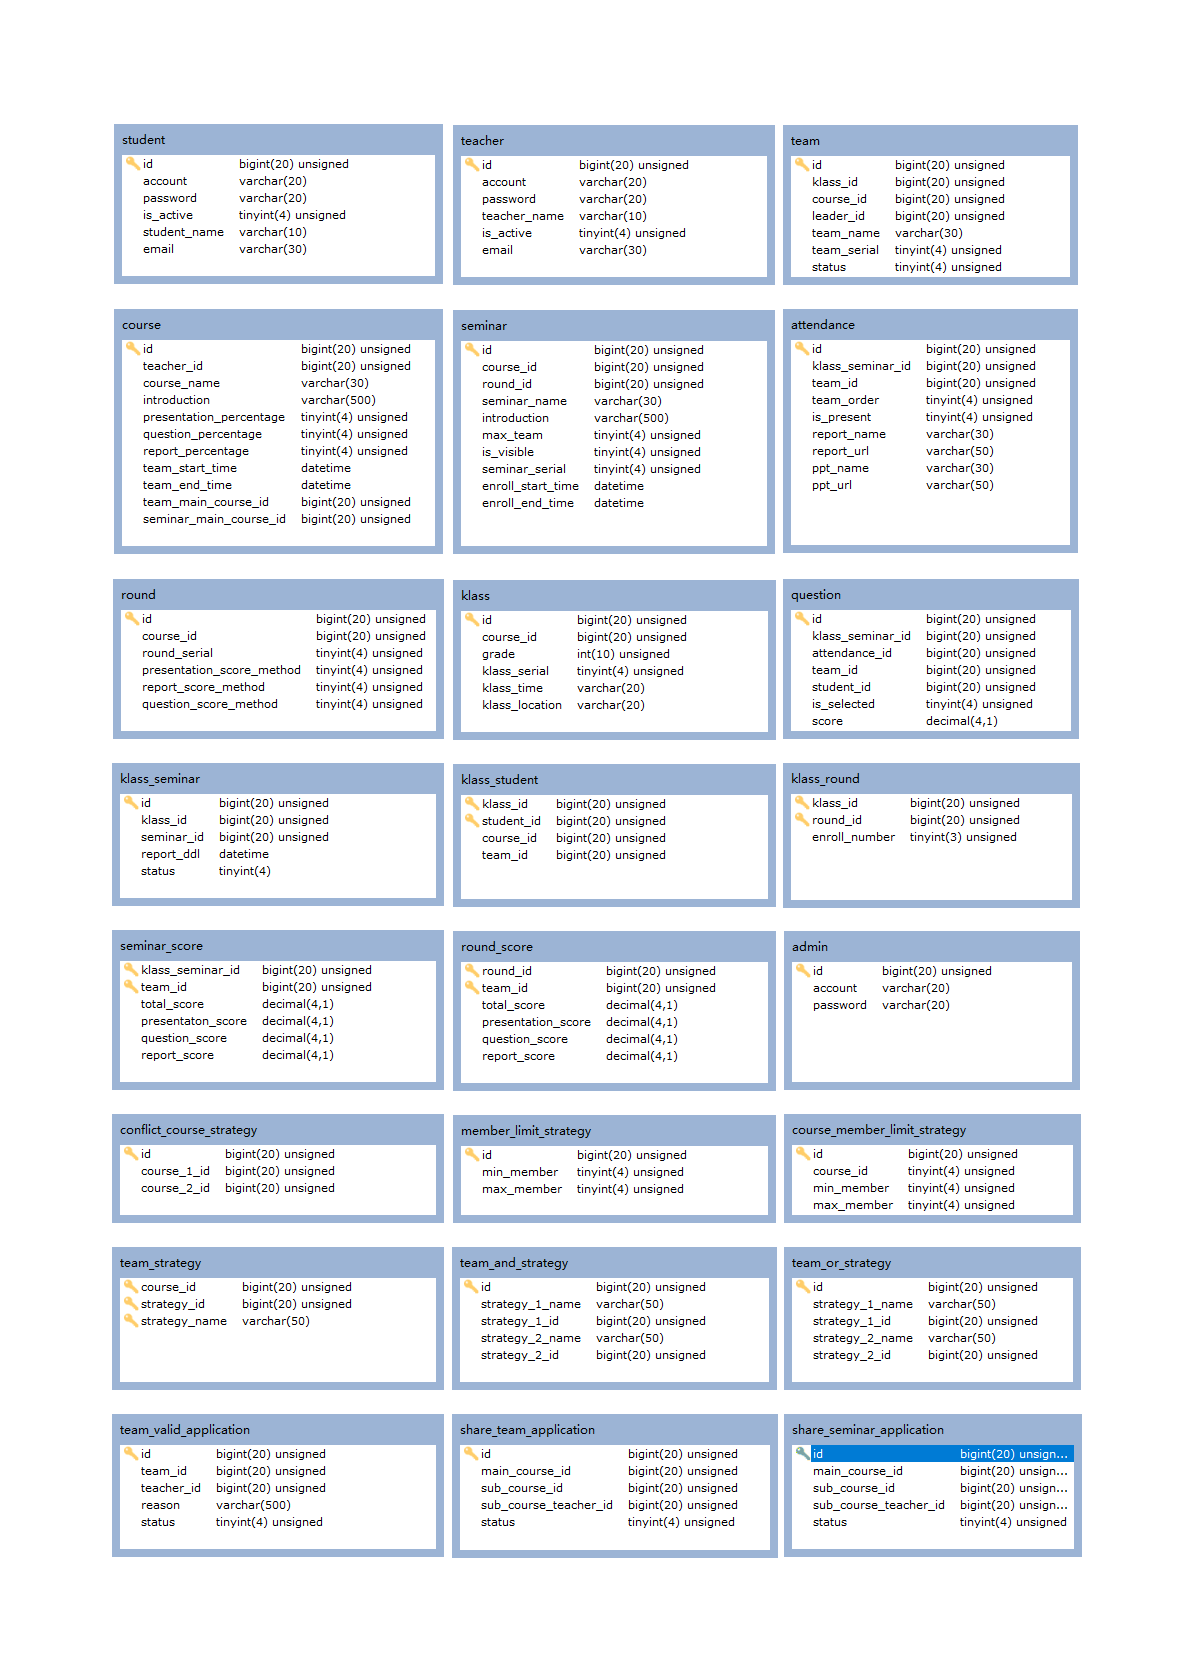 student
id bigint(20) unsigned
account varchar(20)
password varchar(20)
is_active tinyint(4) unsigned
student_name varchar(10)
email varchar(30)
teacher
id bigint(20) unsigned
account varchar(20)
password varchar(20)
teacher_name varchar(10)
is_active tinyint(4) unsigned
email varchar(30)
team
id bigint(20) unsigned
klass_id bigint(20) unsigned
course_id bigint(20) unsigned
leader_id bigint(20) unsigned
team_name varchar(30)
team_serial tinyint(4) unsigned
status tinyint(4) unsigned
course
id bigint(20) unsigned
teacher_id bigint(20) unsigned
course_name varchar(30)
introduction varchar(500)
presentation_percentage tinyint(4) unsigned
question_percentage tinyint(4) unsigned
report_percentage tinyint(4) unsigned
team_start_time datetime
team_end_time datetime
team_main_course_id bigint(20) unsigned
seminar_main_course_id bigint(20) unsigned
seminar
id bigint(20) unsigned
course_id bigint(20) unsigned
round_id bigint(20) unsigned
seminar_name varchar(30)
introduction varchar(500)
max_team tinyint(4) unsigned
is_visible tinyint(4) unsigned
seminar_serial tinyint(4) unsigned
enroll_start_time datetime
enroll_end_time datetime
attendance
id bigint(20) unsigned
klass_seminar_id bigint(20) unsigned
team_id bigint(20) unsigned
team_order tinyint(4) unsigned
is_present tinyint(4) unsigned
report_name varchar(30)
report_url varchar(50)
ppt_name varchar(30)
ppt_url varchar(50)
round
id bigint(20) unsigned
course_id bigint(20) unsigned
round_serial tinyint(4) unsigned
presentation_score_method tinyint(4) unsigned
report_score_method tinyint(4) unsigned
question_score_method tinyint(4) unsigned
klass
id bigint(20) unsigned
course_id bigint(20) unsigned
grade int(10) unsigned
klass_serial tinyint(4) unsigned
klass_time varchar(20)
klass_location varchar(20)
question
id bigint(20) unsigned
klass_seminar_id bigint(20) unsigned
attendance_id bigint(20) unsigned
team_id bigint(20) unsigned
student_id bigint(20) unsigned
is_selected tinyint(4) unsigned
score decimal(4,1)
klass_seminar
id bigint(20) unsigned
klass_id bigint(20) unsigned
seminar_id bigint(20) unsigned
report_ddl datetime
status tinyint(4)
klass_student
klass_id bigint(20) unsigned
student_id bigint(20) unsigned
course_id bigint(20) unsigned
team_id bigint(20) unsigned
klass_round
klass_id bigint(20) unsigned
round_id bigint(20) unsigned
enroll_number tinyint(3) unsigned
seminar_score
klass_seminar_id bigint(20) unsigned
team_id bigint(20) unsigned
total_score decimal(4,1)
presentaton_score decimal(4,1)
question_score decimal(4,1)
report_score decimal(4,1)
round_score
round_id bigint(20) unsigned
team_id bigint(20) unsigned
total_score decimal(4,1)
presentation_score decimal(4,1)
question_score decimal(4,1)
report_score decimal(4,1)
admin
id bigint(20) unsigned
account varchar(20)
password varchar(20)
conflict_course_strategy
id bigint(20) unsigned
course_1_id bigint(20) unsigned
course_2_id bigint(20) unsigned
member_limit_strategy
id bigint(20) unsigned
min_member tinyint(4) unsigned
max_member tinyint(4) unsigned
course_member_limit_strategy
id bigint(20) unsigned
course_id tinyint(4) unsigned
min_member tinyint(4) unsigned
max_member tinyint(4) unsigned
team_strategy
course_id bigint(20) unsigned
strategy_id bigint(20) unsigned
strategy_name varchar(50)
team_and_strategy
id bigint(20) unsigned
strategy_1_name varchar(50)
strategy_1_id bigint(20) unsigned
strategy_2_name varchar(50)
strategy_2_id bigint(20) unsigned
team_or_strategy
id bigint(20) unsigned
strategy_1_name varchar(50)
strategy_1_id bigint(20) unsigned
strategy_2_name varchar(50)
strategy_2_id bigint(20) unsigned
team_valid_application
id bigint(20) unsigned
team_id bigint(20) unsigned
teacher_id bigint(20) unsigned
reason varchar(500)
status tinyint(4) unsigned
share_team_application
id bigint(20) unsigned
main_course_id bigint(20) unsigned
sub_course_id bigint(20) unsigned
sub_course_teacher_id bigint(20) unsigned
status tinyint(4) unsigned
share_seminar_application
id bigint(20) unsign...
main_course_id bigint(20) unsign...
sub_course_id bigint(20) unsign...
sub_course_teacher_id bigint(20) unsign...
status tinyint(4) unsigned